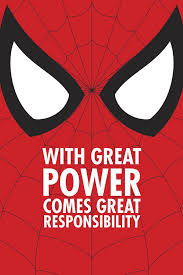 WITH GREAT
POWER
COMES GREAT
RESPONSIBILITY